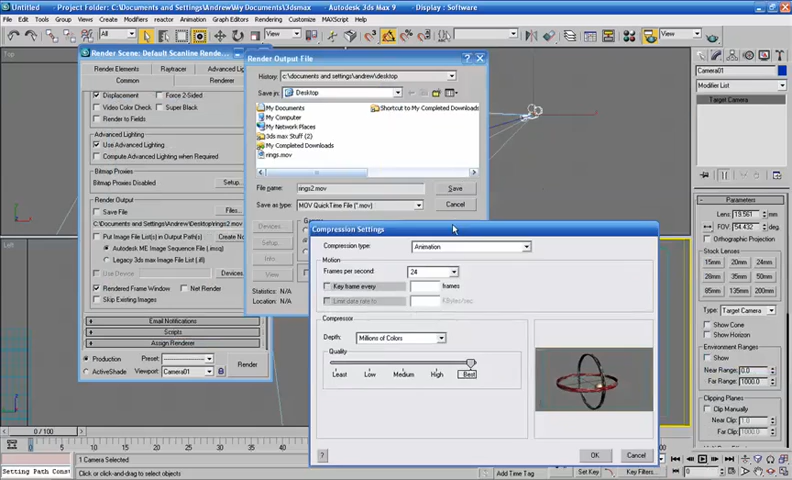 Untitled - Project Folder: C:\Documents and Settings\Andrew\My Documents\3dsmax - Autodesk 3ds Max 9 - Display : Software
File Edit Tools Group Views Create Modifiers reactor Animation Graph Editors Rendering Customize MAXScript Help
View
Top
Render Scene: Default Scanline Rende...
Render Elements Raytracer Advanced Lig
Common Renderer
Displacement Force 2-Sided
Video Color Check Super Black
Render to Fields
Advanced Lighting
Use Advanced Lighting
Compute Advanced Lighting when Required
Bitmap Proxies
Bitmap Proxies Disabled Setup...
Render Output
Save File Files...
C:\Documents and Settings\Andrew\Desktop\rings2.mov
Put Image File List(s) in Output Path(s) Create No
Autodesk ME Image Sequence File (.imsq)
Legacy 3ds max Image File List (.ifl)
Use Device Devices
Rendered Frame Window Net Render
Skip Existing Images
Email Notifications
Scripts
Assign Renderer
Production Preset:
ActiveShade Viewport: Camera01
Render
Render Output File
History: c:\documents and settings\andrew\desktop
Save in: Desktop
My Documents
My Computer
My Network Places
3ds max Stuff (2)
My Completed Downloads
rings.mov
Shortcut to My Completed Downloads
File name: rings2.mov Save
Save as type: MOV QuickTime File (*.mov) Cancel
Devices...
Setup...
Info
View
Statistics: N/A
Location: N/A
Compression Settings
Compression type: Animation
Motion
Frames per second 24
Key frame every frames
Limit data rate to KBytes/sec
Compressor
Depth: Millions of Colors
Quality
Least Low Medium High Best
? OK Cancel
Camera01
Modifier List
Target Camera
Parameters
Lens: 19.561 mm
FOV: 54.432 deg.
Orthographic Projection
Stock Lenses
15mm 20mm 24mm
28mm 35mm 50mm
85mm 135mm 200mm
Type: Target Camera
Show Cone
Show Horizon
Environment Ranges
Show
Near Range: 0.0
Far Range: 1000.0
Clipping Planes
Clip Manually
Near Clip:
Far Clip:
1 Camera Selected
Setting Path Const
Click or click-and-drag to select objects
Add Time Tag
Set Key Key Filters...